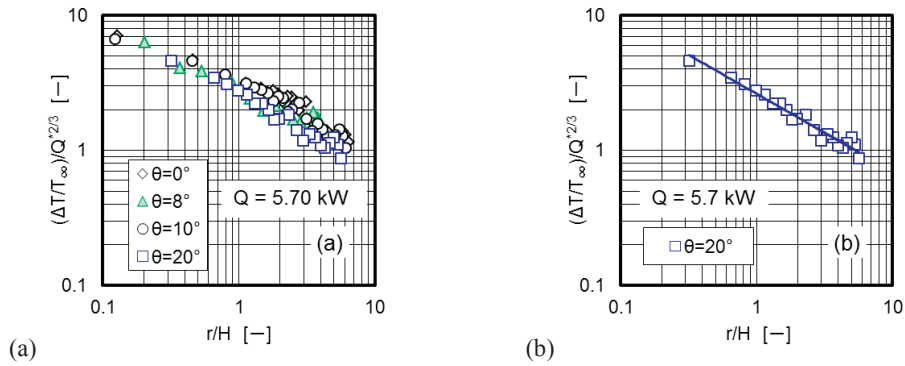 10
1
0.1
(ΔT/T∞)/Q*2/3 [—]
θ=0°
θ=8°
θ=10°
θ=20°
Q = 5.70 kW
(a)
0.1 1 10
r/H [—]
(a)
10
1
0.1
(ΔT/T∞)/Q*2/3 [—]
Q = 5.7 kW
(b)
θ=20°
0.1 1 10
r/H [—]
(b)